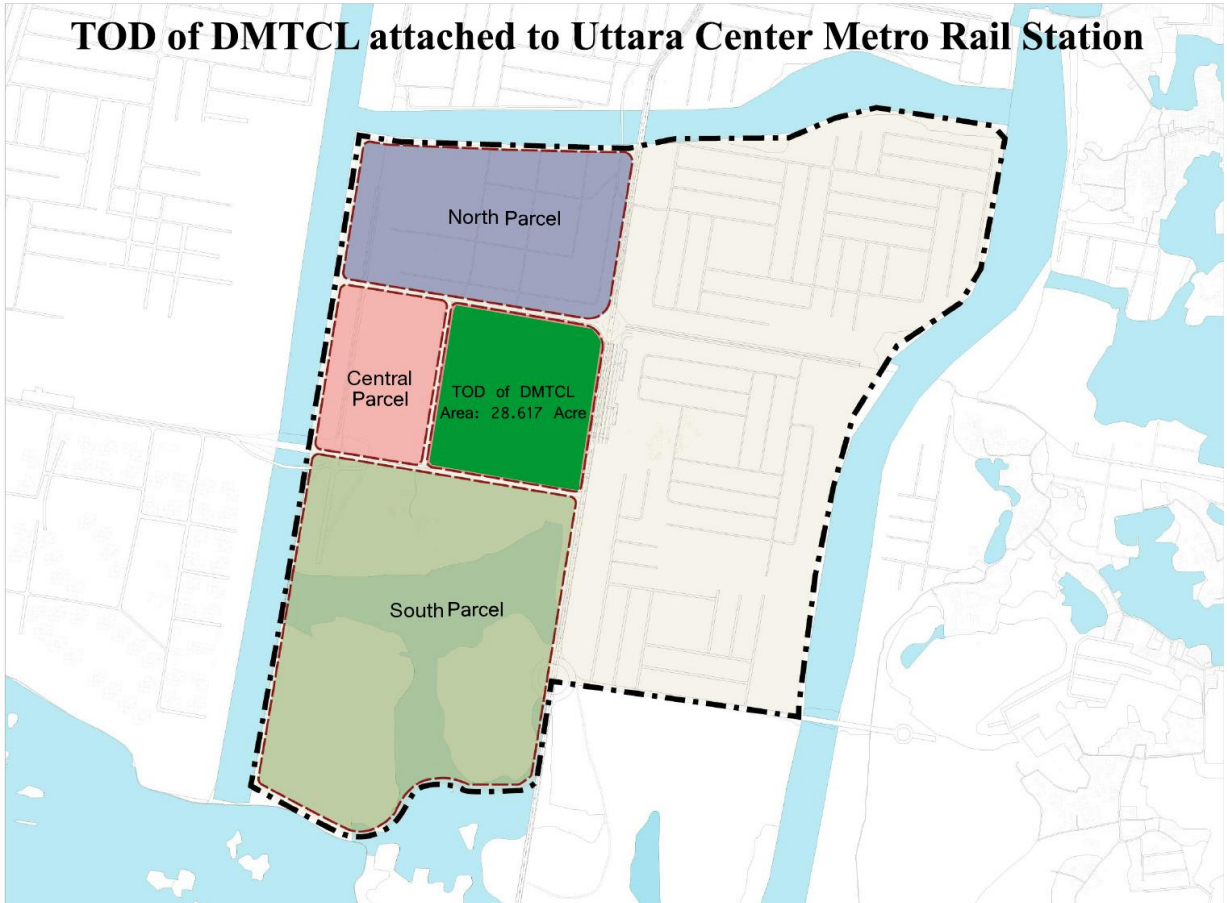 TOD of DMTCL attached to Uttara Center Metro Rail Station
North Parcel
Central
Parcel
TOD of DMTCL
Area: 28.617 Acre
South Parcel